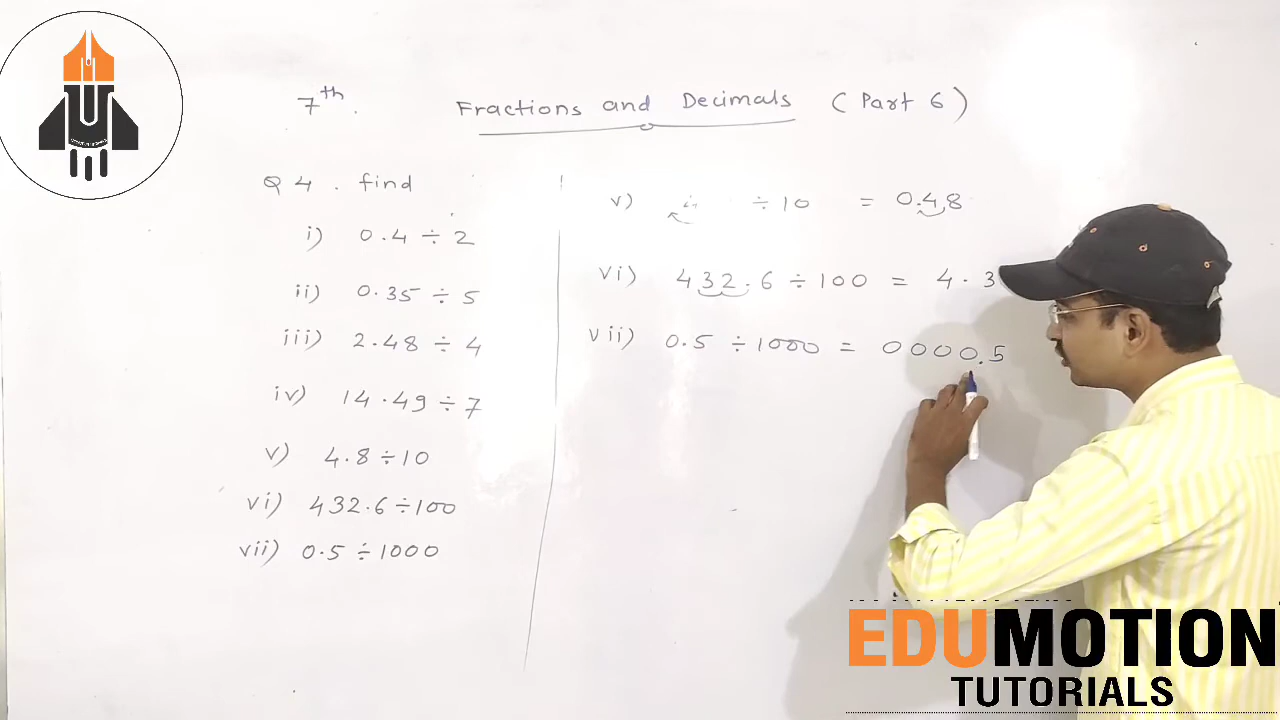 7th. Fractions and Decimals (Part 6)
Q 4. find
i) 0.4 ÷ 2
ii) 0.35 ÷ 5
iii) 2.48 ÷ 4
iv) 14.49 ÷ 7
v) 4.8 ÷ 10
vi) 432.6 ÷ 100
vii) 0.5 ÷ 1000
v) ÷ 10 = 0.48
vi) 432.6 ÷ 100 = 4.3
vii) 0.5 ÷ 1000 = 0000.5
EDUMOTION
TUTORIALS